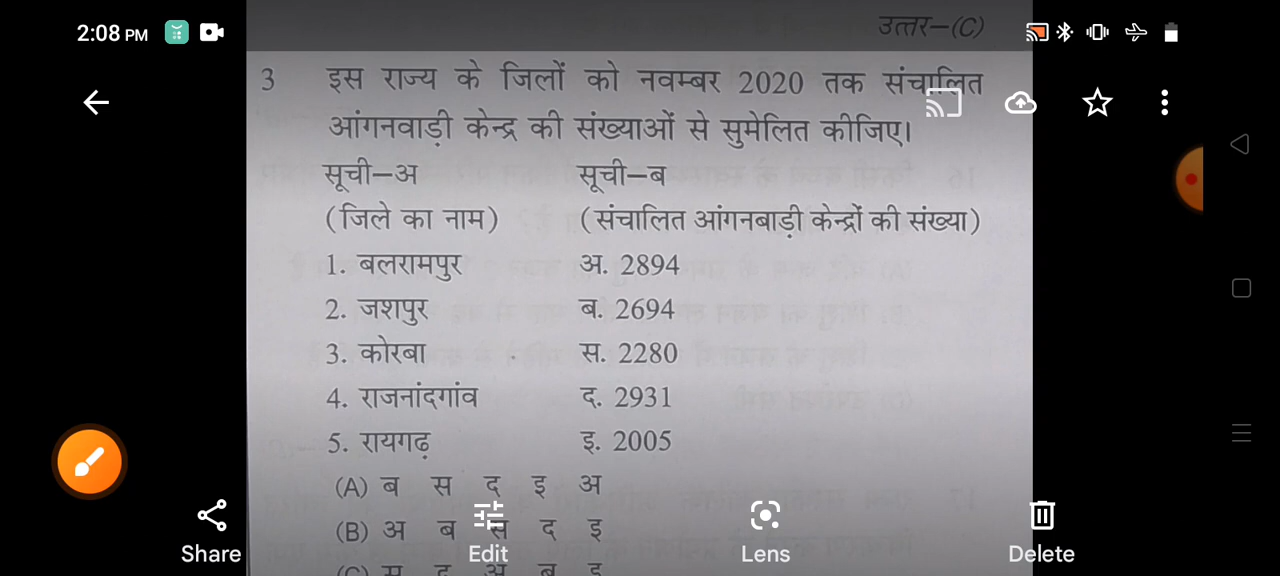 2:08 PM
उत्तर–(C)
3 इस राज्य के जिलों को नवम्बर 2020 तक संचालित
आंगनवाड़ी केन्द्र की संख्याओं से सुमेलित कीजिए।
सूची–अ सूची–ब
(जिले का नाम) (संचालित आंगनबाड़ी केन्द्रों की संख्या)
1. बलरामपुर अ. 2894
2. जशपुर ब. 2694
3. कोरबा स. 2280
4. राजनांदगांव द. 2931
5. रायगढ़ इ. 2005
(A) ब स द इ अ
(B) अ ब स द इ
(C) स द अ ब इ
Share Edit Lens Delete